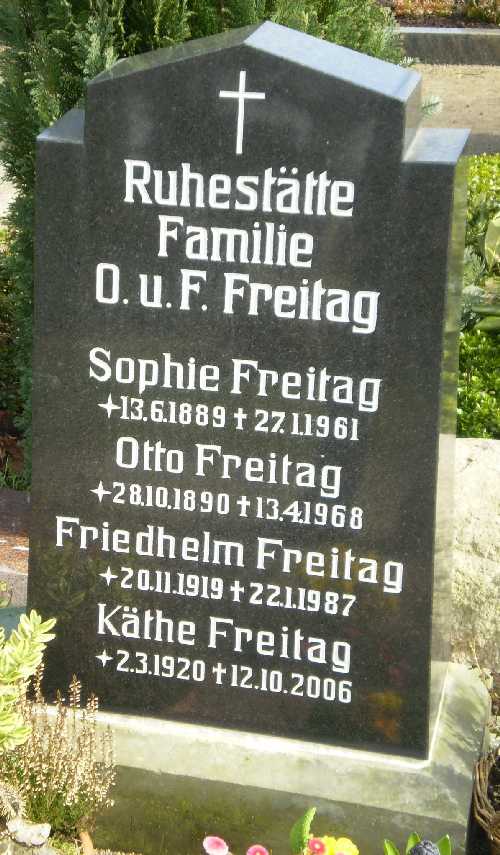 Ruhestätte
Familie
O. u. F. Freitag
Sophie Freitag
✦13.6.1889 ✝ 27.1.1961
Otto Freitag
✦28.10.1890 ✝ 13.4.1968
Friedhelm Freitag
✦20.11.1919 ✝ 22.1.1987
Käthe Freitag
✦2.3.1920 ✝ 12.10.2006